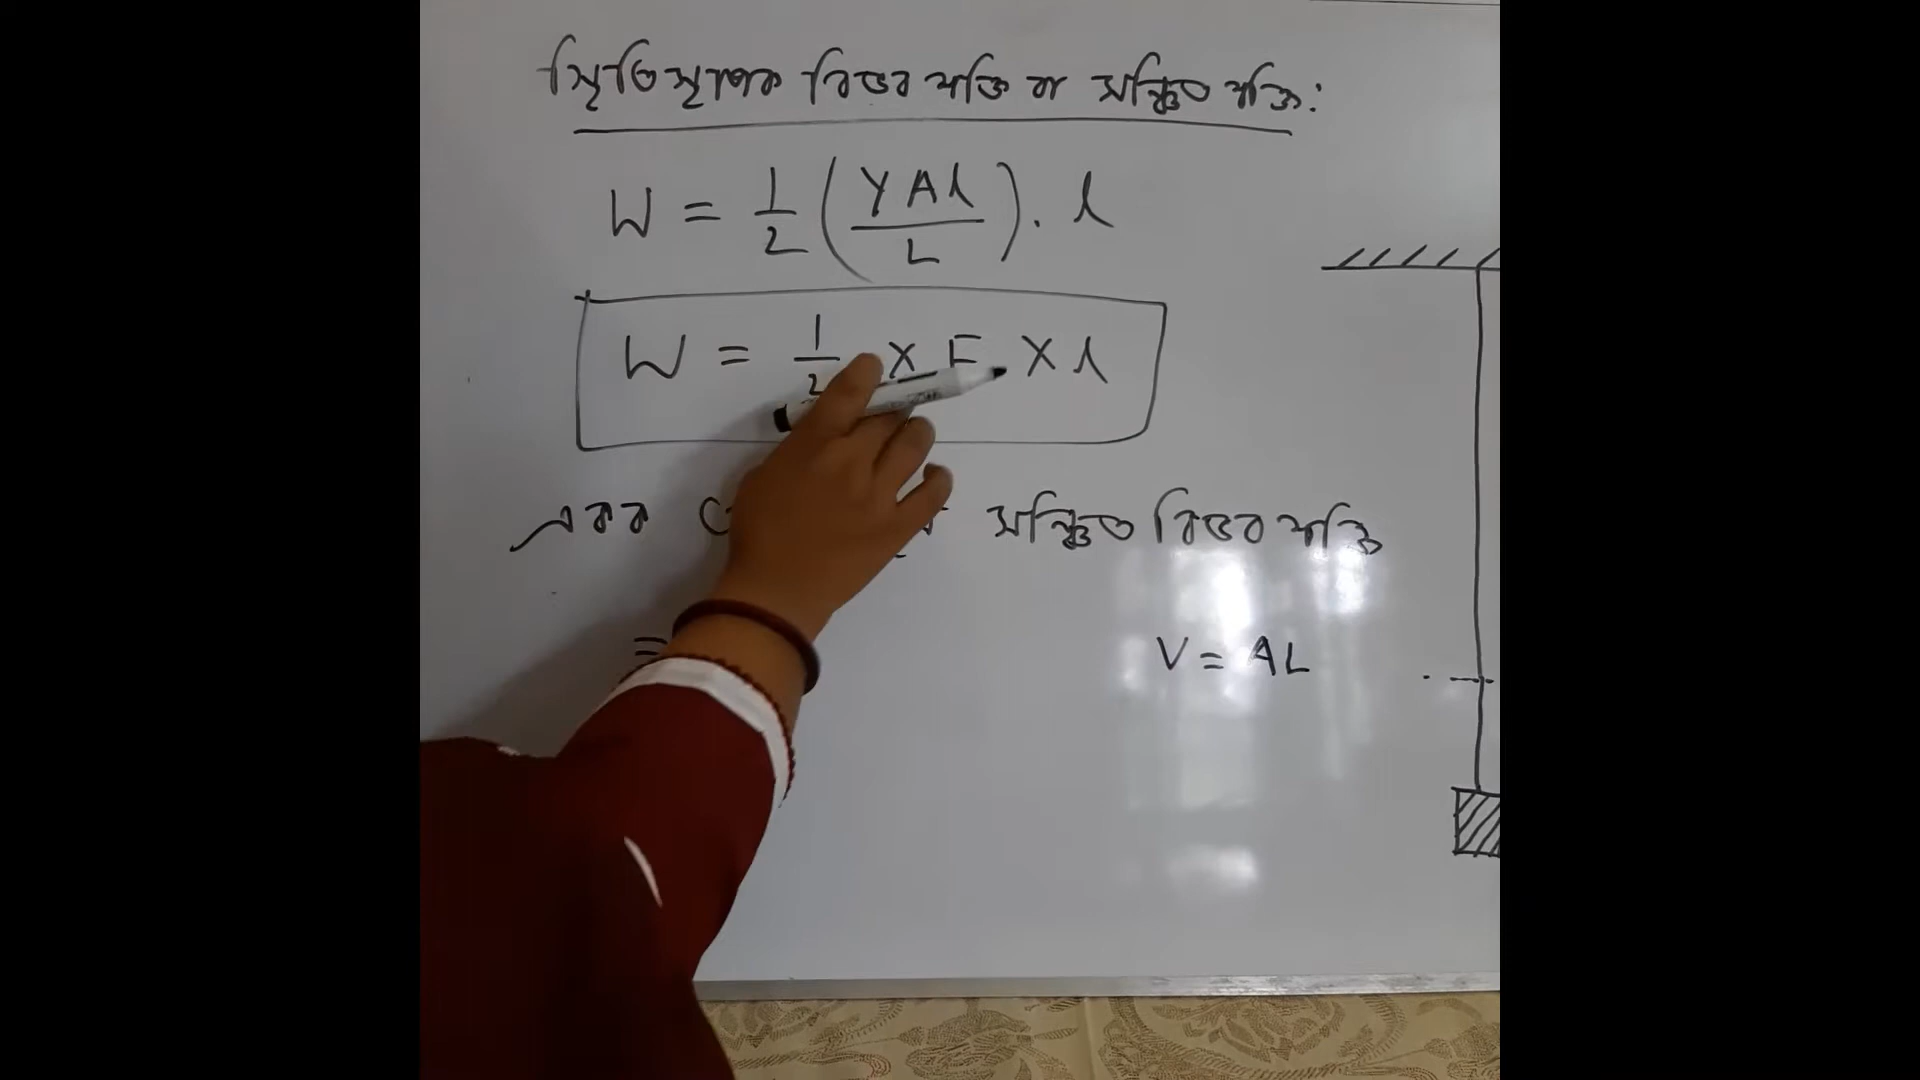 স্থিতিস্থাপক বিভব শক্তি বা সঞ্চিত শক্তি:
W = 1/2 (YAl/L). l
W = 1/2 × F × l
একক সঞ্চিত বিভব শক্তি
= V = AL